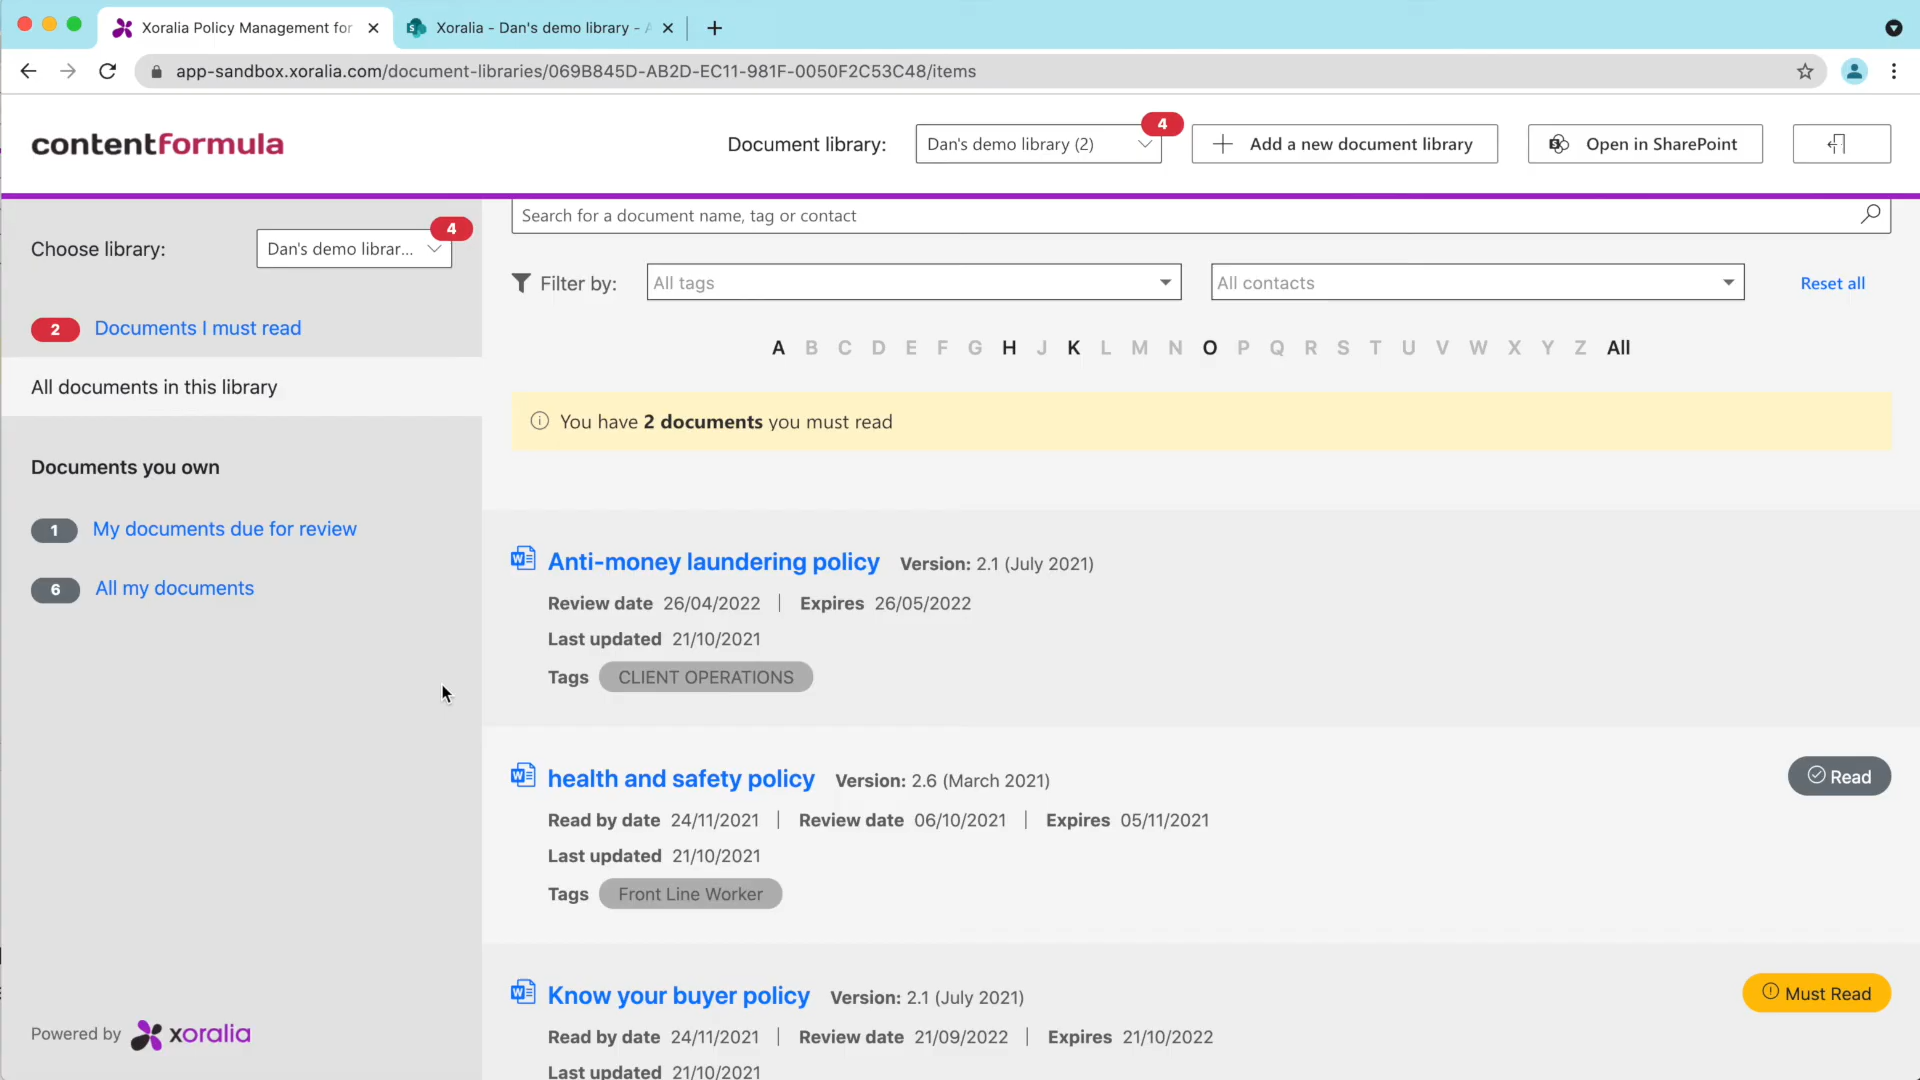 Xoralia Policy Management for
Xoralia - Dan's demo library -
app-sandbox.xoralia.com/document-libraries/069B845D-AB2D-EC11-981F-0050F2C53C48/items
contentformula
Document library:
Dan's demo library (2)
4
Add a new document library
Open in SharePoint
Choose library:
Dan's demo librar...
4
2 Documents I must read
All documents in this library
Documents you own
1 My documents due for review
6 All my documents
Powered by xoralia
Search for a document name, tag or contact
Filter by:
All tags
All contacts
Reset all
A B C D E F G H J K L M N O P Q R S T U V W X Y Z All
You have 2 documents you must read
Anti-money laundering policy Version: 2.1 (July 2021)
Review date 26/04/2022 | Expires 26/05/2022
Last updated 21/10/2021
Tags CLIENT OPERATIONS
health and safety policy Version: 2.6 (March 2021)
Read
Read by date 24/11/2021 | Review date 06/10/2021 | Expires 05/11/2021
Last updated 21/10/2021
Tags Front Line Worker
Know your buyer policy Version: 2.1 (July 2021)
Must Read
Read by date 24/11/2021 | Review date 21/09/2022 | Expires 21/10/2022
Last updated 21/10/2021